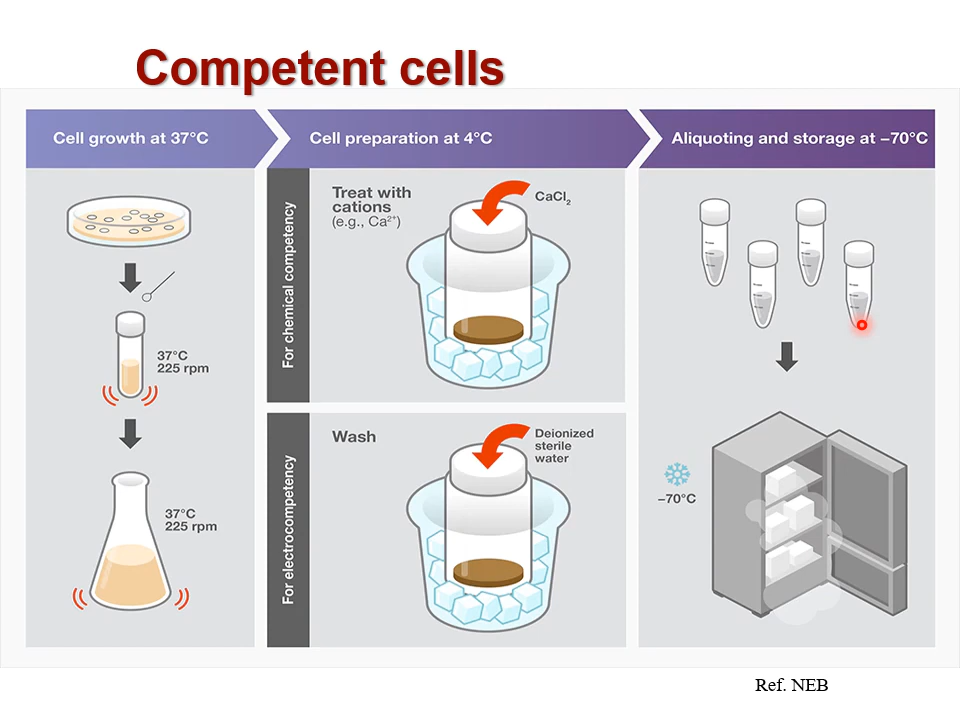 Competent cells
Cell growth at 37°C
Cell preparation at 4°C
Aliquoting and storage at –70°C
37°C
225 rpm
37°C
225 rpm
For chemical competency
Treat with
cations
(e.g., Ca²⁺)
CaCl₂
For electrocompetency
Wash
Deionized
sterile
water
–70°C
Ref. NEB